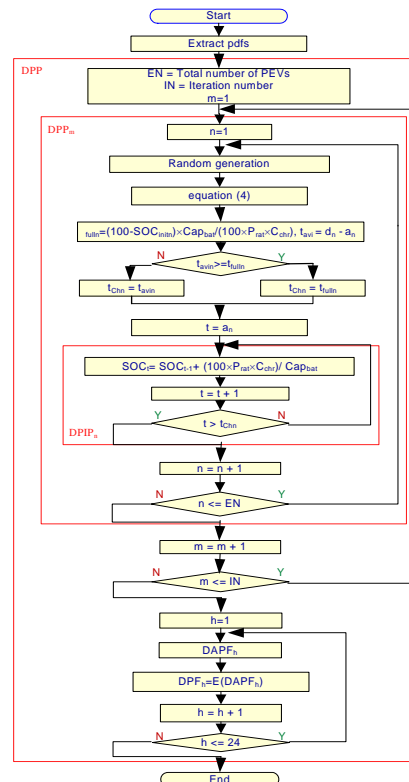 Start
Extract pdfs
DPP
EN = Total number of PEVs
IN = Iteration number
m=1
DPPₘ
n=1
Random generation
equation (4)
fulln=(100-SOCinitn)×Capbat/(100×Prat×Cchr), tavi = dn - an
N
tavin>=tfulln
Y
tChn = tavin
tChn = tfulln
t = an
SOCt= SOCt-1+ (100×Prat×Cchr)/ Capbat
t = t + 1
Y
t > tChn
N
DPIPn
n = n + 1
N
n <= EN
Y
m = m + 1
N
m <= IN
Y
h=1
DAPFh
DPFh=E(DAPFh)
h = h + 1
N
h <= 24
Y
End